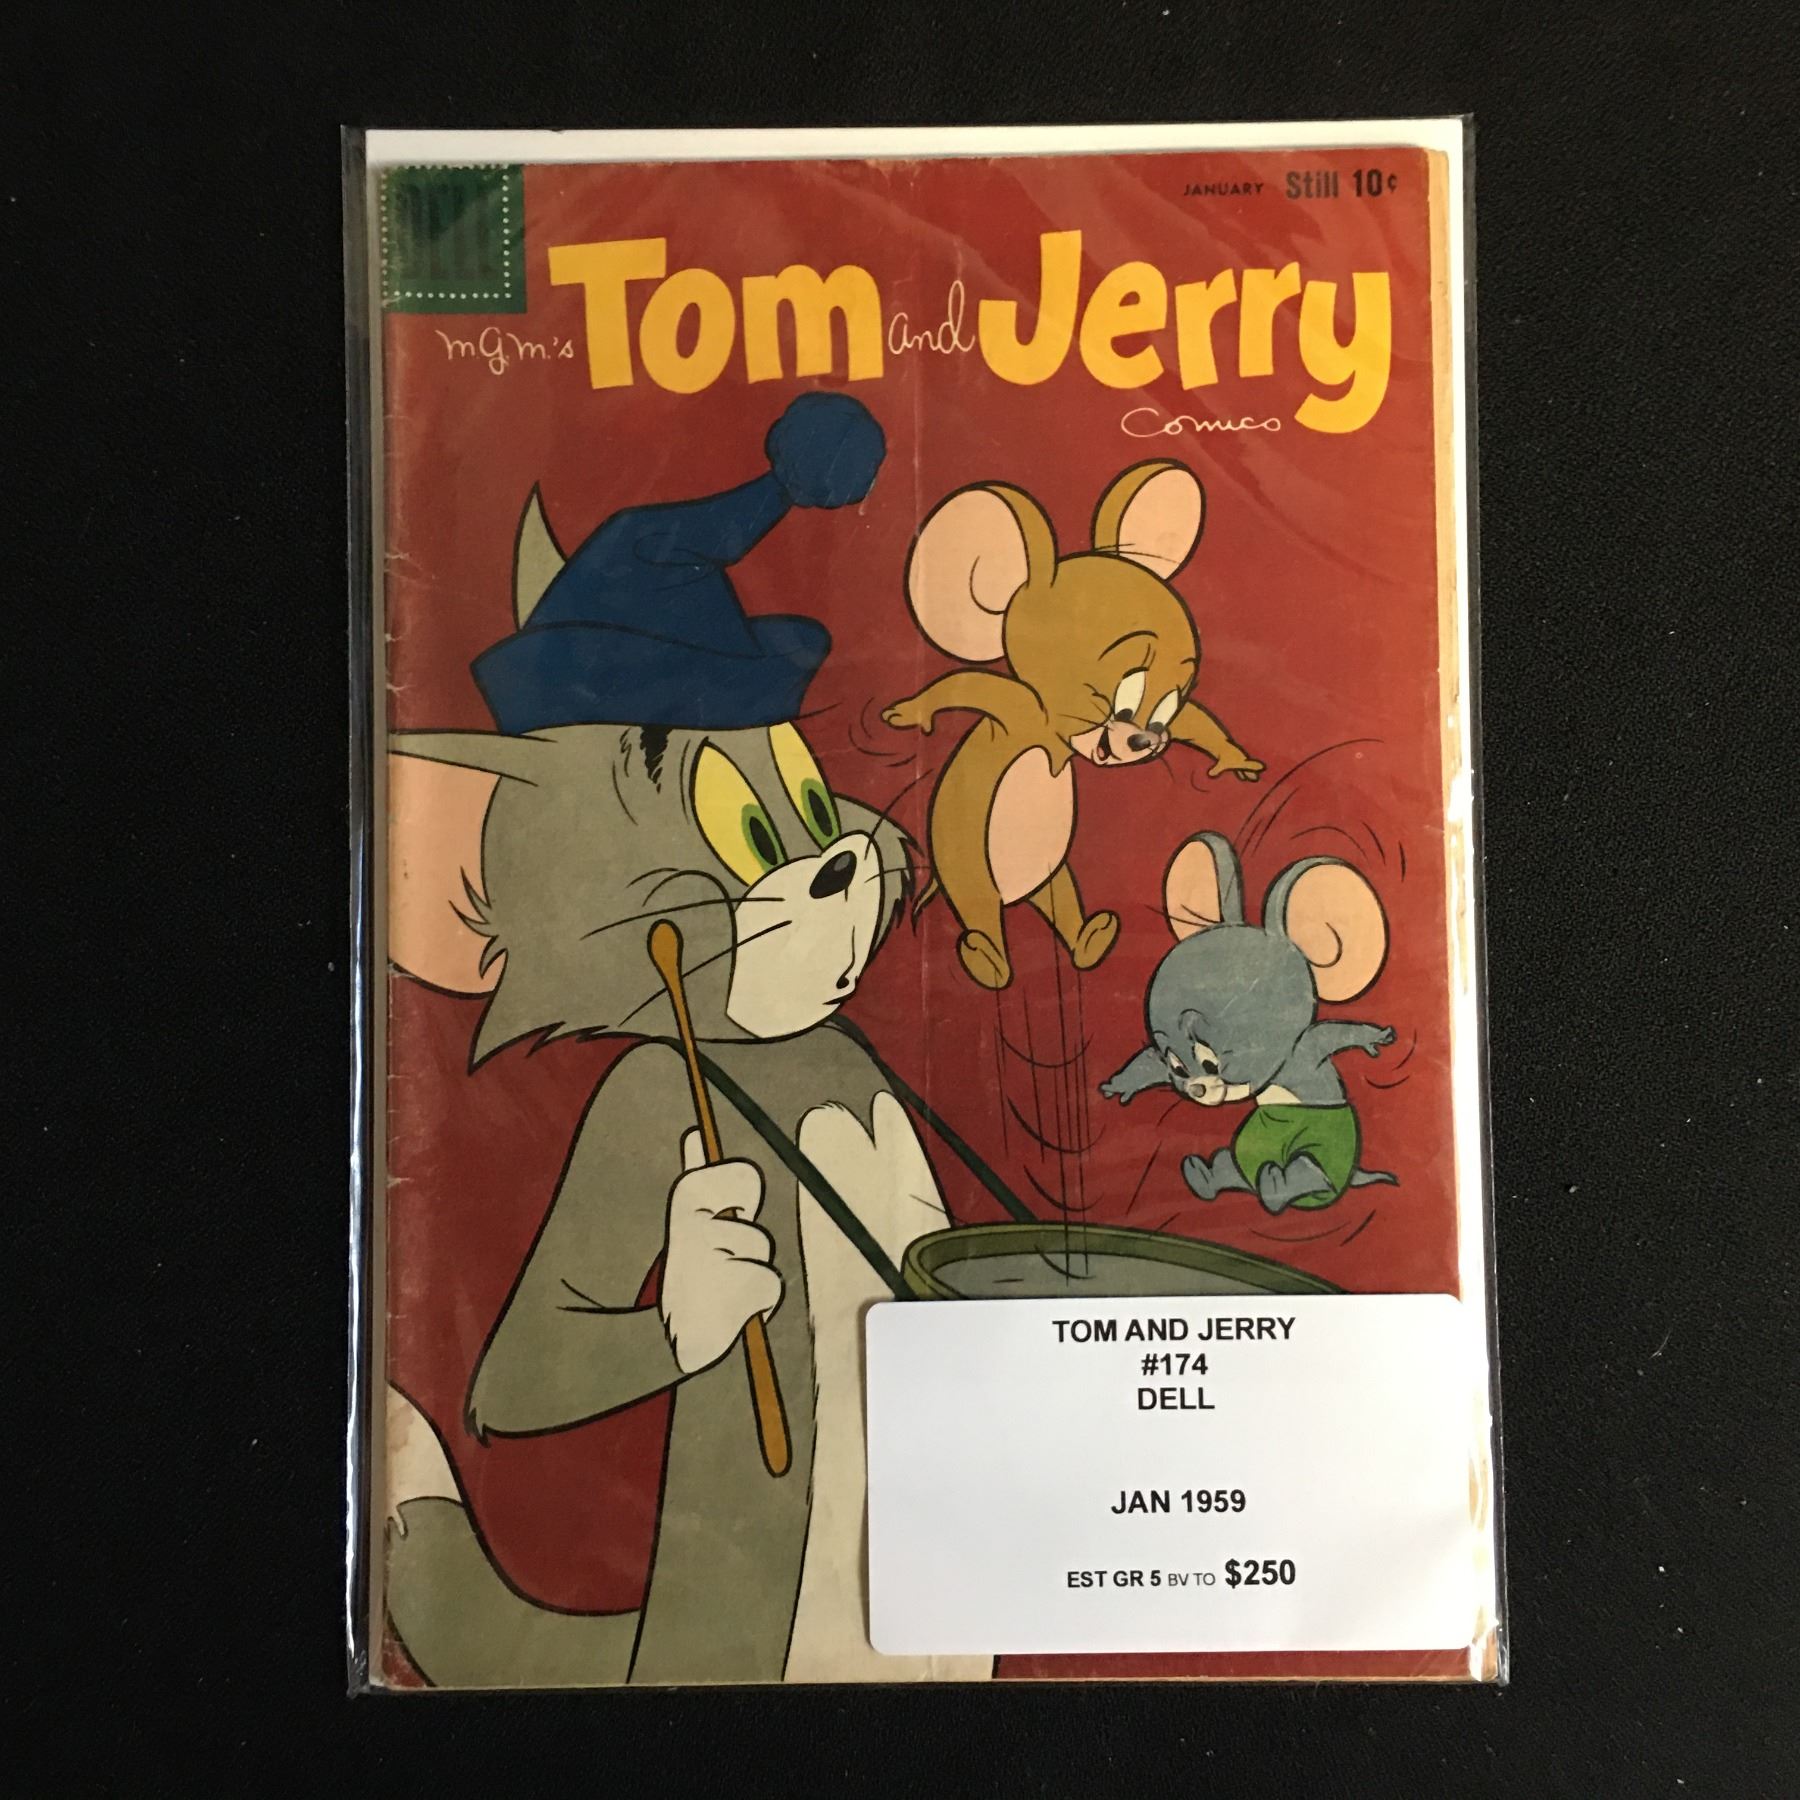 DELL
JANUARY Still 10¢
M.G.M.'s Tom and Jerry
Comics
TOM AND JERRY
#174
DELL
JAN 1959
EST GR 5 BV TO $250